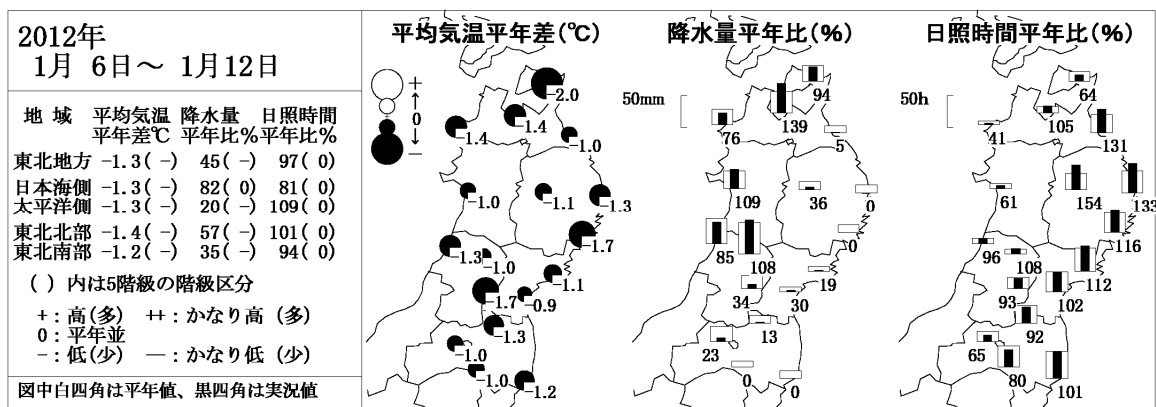 2012年
1月 6日～ 1月12日
地 域 平均気温 降水量 日照時間
平年差℃ 平年比% 平年比%
東北地方 -1.3( -) 45( -) 97( 0)
日本海側 -1.3( -) 82( 0) 81( 0)
太平洋側 -1.3( -) 20( -) 109( 0)
東北北部 -1.4( -) 57( -) 101( 0)
東北南部 -1.2( -) 35( -) 94( 0)
( ) 内は5階級の階級区分
+：高(多) ++：かなり高 (多)
0：平年並
-：低(少) --：かなり低 (少)
図中白四角は平年値、黒四角は実況値
平均気温平年差(℃)
+
↑
0
↓
-
-2.0
-1.4
-1.4
-1.0
-1.0
-1.1
-1.3
-1.7
-1.3
-1.0
-1.1
-1.7
-0.9
-1.3
-1.0
-1.0
-1.2
降水量平年比(%)
50mm
94
139
76
5
109
36
0
0
85
108
19
34
30
13
23
0
0
日照時間平年比(%)
50h
64
105
41
131
61
154
133
116
96
108
112
93
102
92
65
80
101